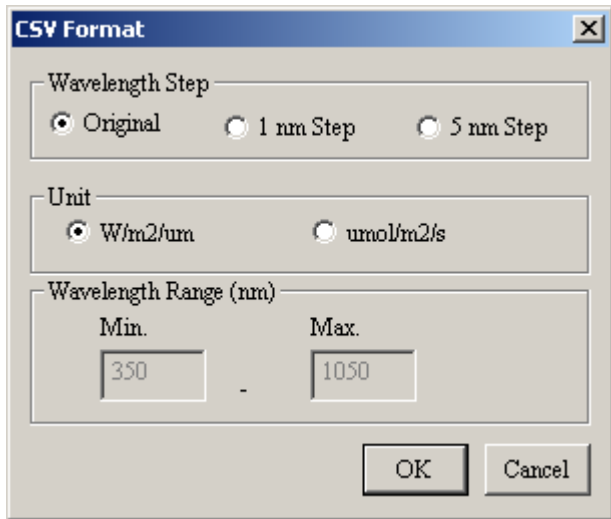 CSV Format
Wavelength Step
Original 1 nm Step 5 nm Step
Unit
W/m2/um umol/m2/s
Wavelength Range (nm)
Min. Max.
350 - 1050
OK Cancel